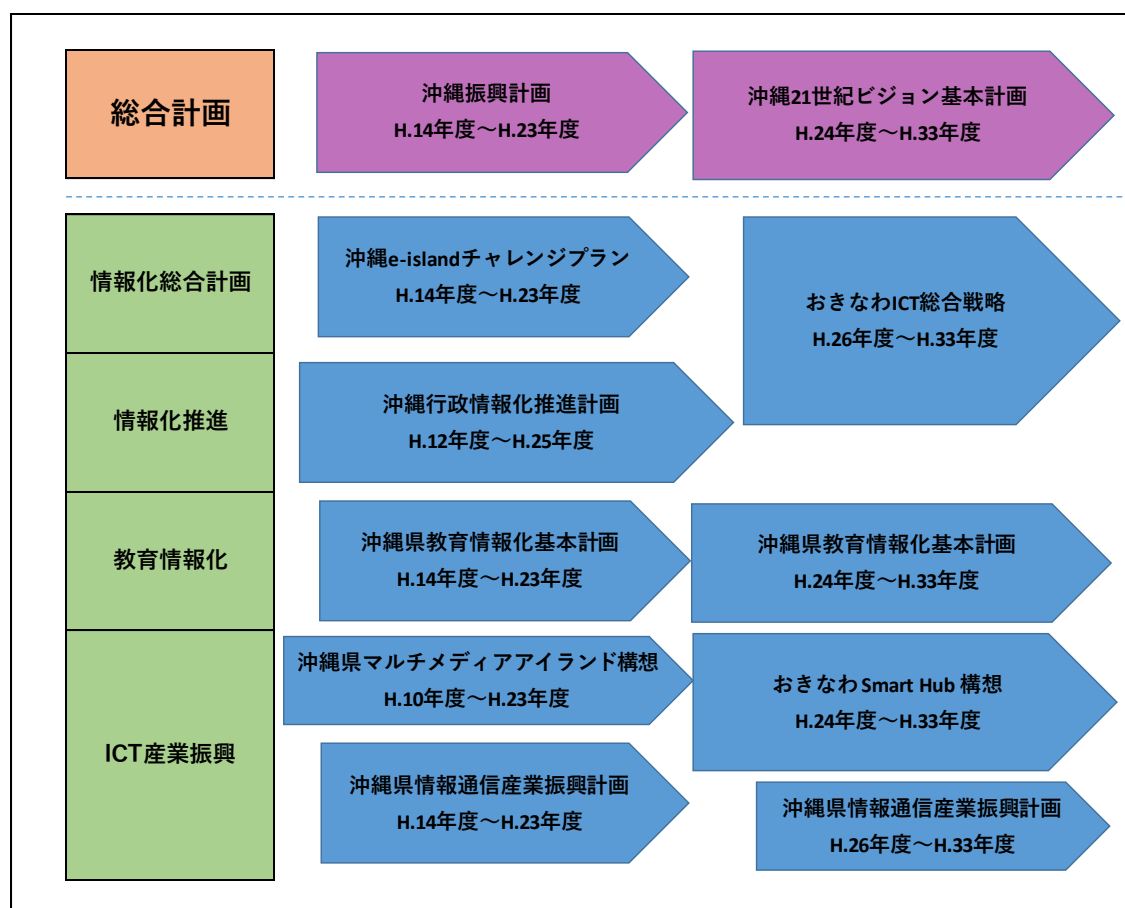 総合計画
沖縄振興計画
H.14年度～H.23年度
沖縄21世紀ビジョン基本計画
H.24年度～H.33年度
情報化総合計画
沖縄e-islandチャレンジプラン
H.14年度～H.23年度
おきなわICT総合戦略
H.26年度～H.33年度
情報化推進
沖縄行政情報化推進計画
H.12年度～H.25年度
教育情報化
沖縄県教育情報化基本計画
H.14年度～H.23年度
沖縄県教育情報化基本計画
H.24年度～H.33年度
ICT産業振興
沖縄県マルチメディアアイランド構想
H.10年度～H.23年度
おきなわ Smart Hub 構想
H.24年度～H.33年度
沖縄県情報通信産業振興計画
H.14年度～H.23年度
沖縄県情報通信産業振興計画
H.26年度～H.33年度